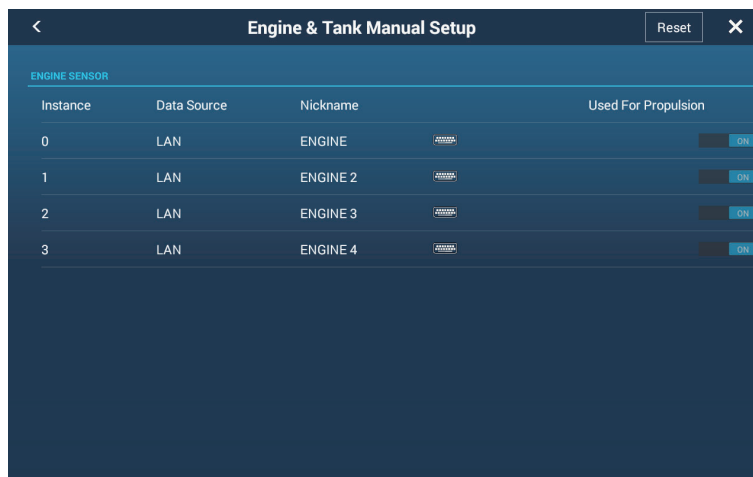 Engine & Tank Manual Setup Reset
ENGINE SENSOR
Instance Data Source Nickname Used For Propulsion
0 LAN ENGINE ON
1 LAN ENGINE 2 ON
2 LAN ENGINE 3 ON
3 LAN ENGINE 4 ON